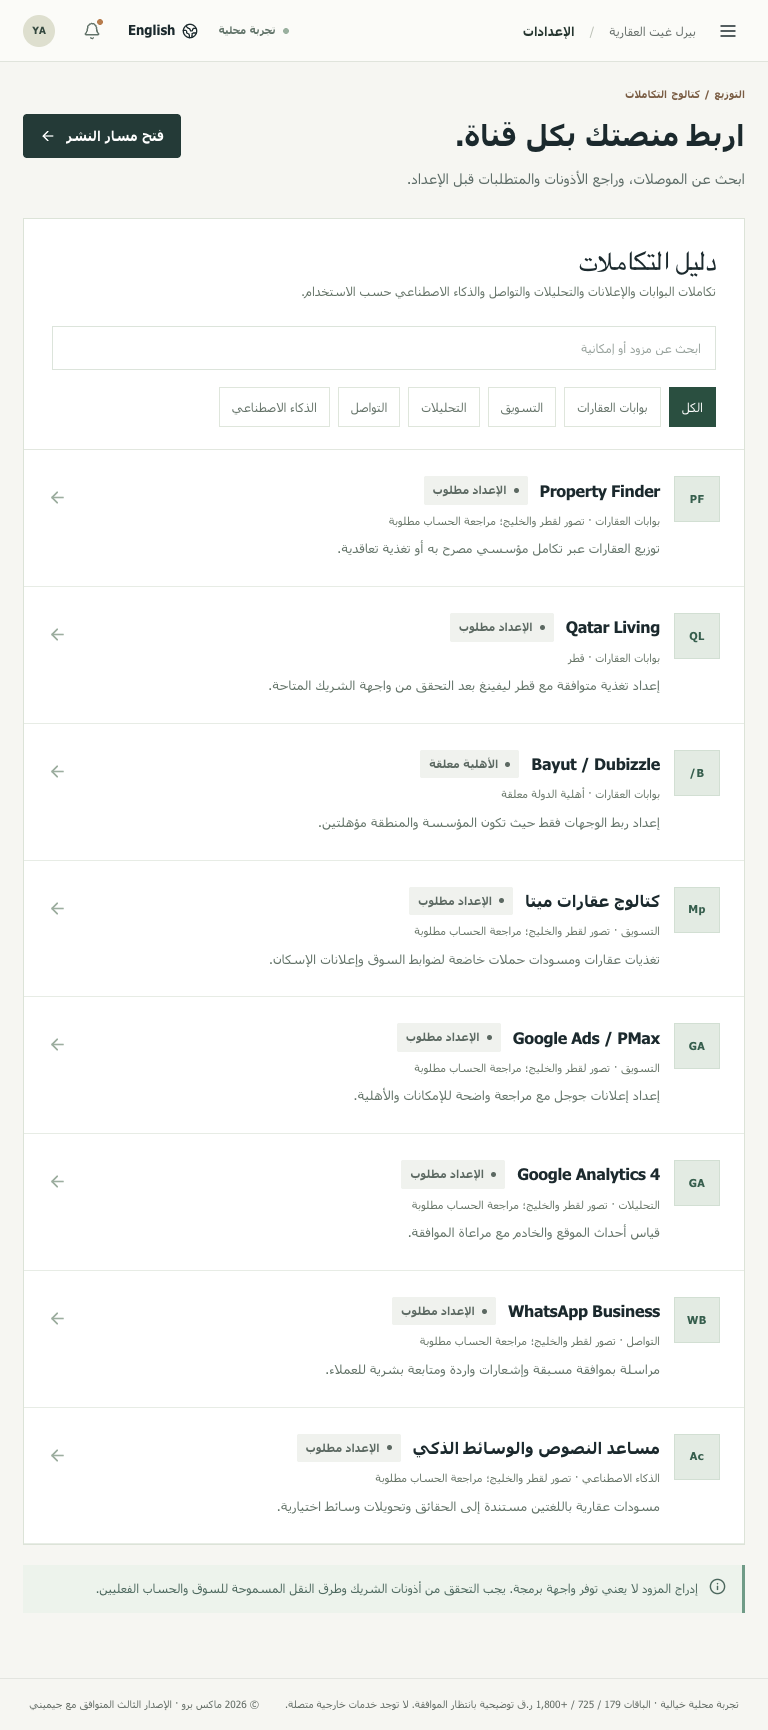 بيرل غيت العقارية / الإعدادات
تجربة محلية
English
YA
التوزيع / كتالوج التكاملات
اربط منصتك بكل قناة.
فتح مسار النشر
ابحث عن الموصلات، وراجع الأذونات والمتطلبات قبل الإعداد.
دليل التكاملات
تكاملات البوابات والإعلانات والتحليلات والتواصل والذكاء الاصطناعي حسب الاستخدام.
ابحث عن مزود أو إمكانية
الكل
بوابات العقارات
التسويق
التحليلات
التواصل
الذكاء الاصطناعي
PF
Property Finder
الإعداد مطلوب
بوابات العقارات · تصور لقطر والخليج؛ مراجعة الحساب مطلوبة
توزيع العقارات عبر تكامل مؤسسي مصرح به أو تغذية تعاقدية.
QL
Qatar Living
الإعداد مطلوب
بوابات العقارات · قطر
إعداد تغذية متوافقة مع قطر ليفينغ بعد التحقق من واجهة الشريك المتاحة.
B/
Bayut / Dubizzle
الأهلية معلقة
بوابات العقارات · أهلية الدولة معلقة
إعداد ربط الوجهات فقط حيث تكون المؤسسة والمنطقة مؤهلتين.
Mp
كتالوج عقارات ميتا
الإعداد مطلوب
التسويق · تصور لقطر والخليج؛ مراجعة الحساب مطلوبة
تغذيات عقارات ومسودات حملات خاضعة لضوابط السوق وإعلانات الإسكان.
GA
Google Ads / PMax
الإعداد مطلوب
التسويق · تصور لقطر والخليج؛ مراجعة الحساب مطلوبة
إعداد إعلانات جوجل مع مراجعة واضحة للإمكانات والأهلية.
GA
Google Analytics 4
الإعداد مطلوب
التحليلات · تصور لقطر والخليج؛ مراجعة الحساب مطلوبة
قياس أحداث الموقع والخادم مع مراعاة الموافقة.
WB
WhatsApp Business
الإعداد مطلوب
التواصل · تصور لقطر والخليج؛ مراجعة الحساب مطلوبة
مراسلة بموافقة مسبقة وإشعارات واردة ومتابعة بشرية للعملاء.
Ac
مساعد النصوص والوسائط الذكي
الإعداد مطلوب
الذكاء الاصطناعي · تصور لقطر والخليج؛ مراجعة الحساب مطلوبة
مسودات عقارية باللغتين مستندة إلى الحقائق وتحويلات وسائط اختيارية.
إدراج المزود لا يعني توفر واجهة برمجة. يجب التحقق من أذونات الشريك وطرق النقل المسموحة للسوق والحساب الفعليين.
تجربة محلية خيالية · الباقات 179 / 725 / +1,800 ر.ق توضيحية بانتظار الموافقة. لا توجد خدمات خارجية متصلة.
© 2026 ماكس برو · الإصدار الثالث المتوافق مع جيميني